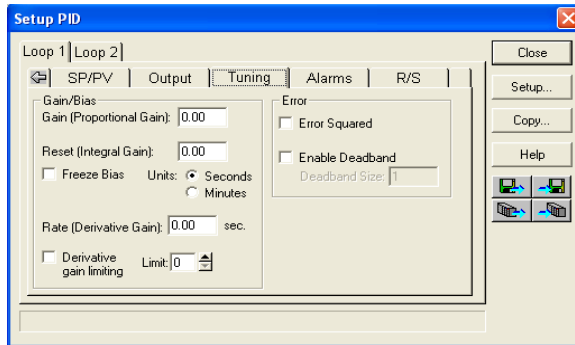 Setup PID
Loop 1 Loop 2
Close
SP/PV Output Tuning Alarms R/S
Setup...
Gain/Bias
Error
Gain (Proportional Gain): 0.00
Error Squared
Copy...
Reset (Integral Gain): 0.00
Enable Deadband
Help
Freeze Bias Units: Seconds
Deadband Size: 1
Minutes
Rate (Derivative Gain): 0.00 sec.
Derivative
gain limiting Limit: 0